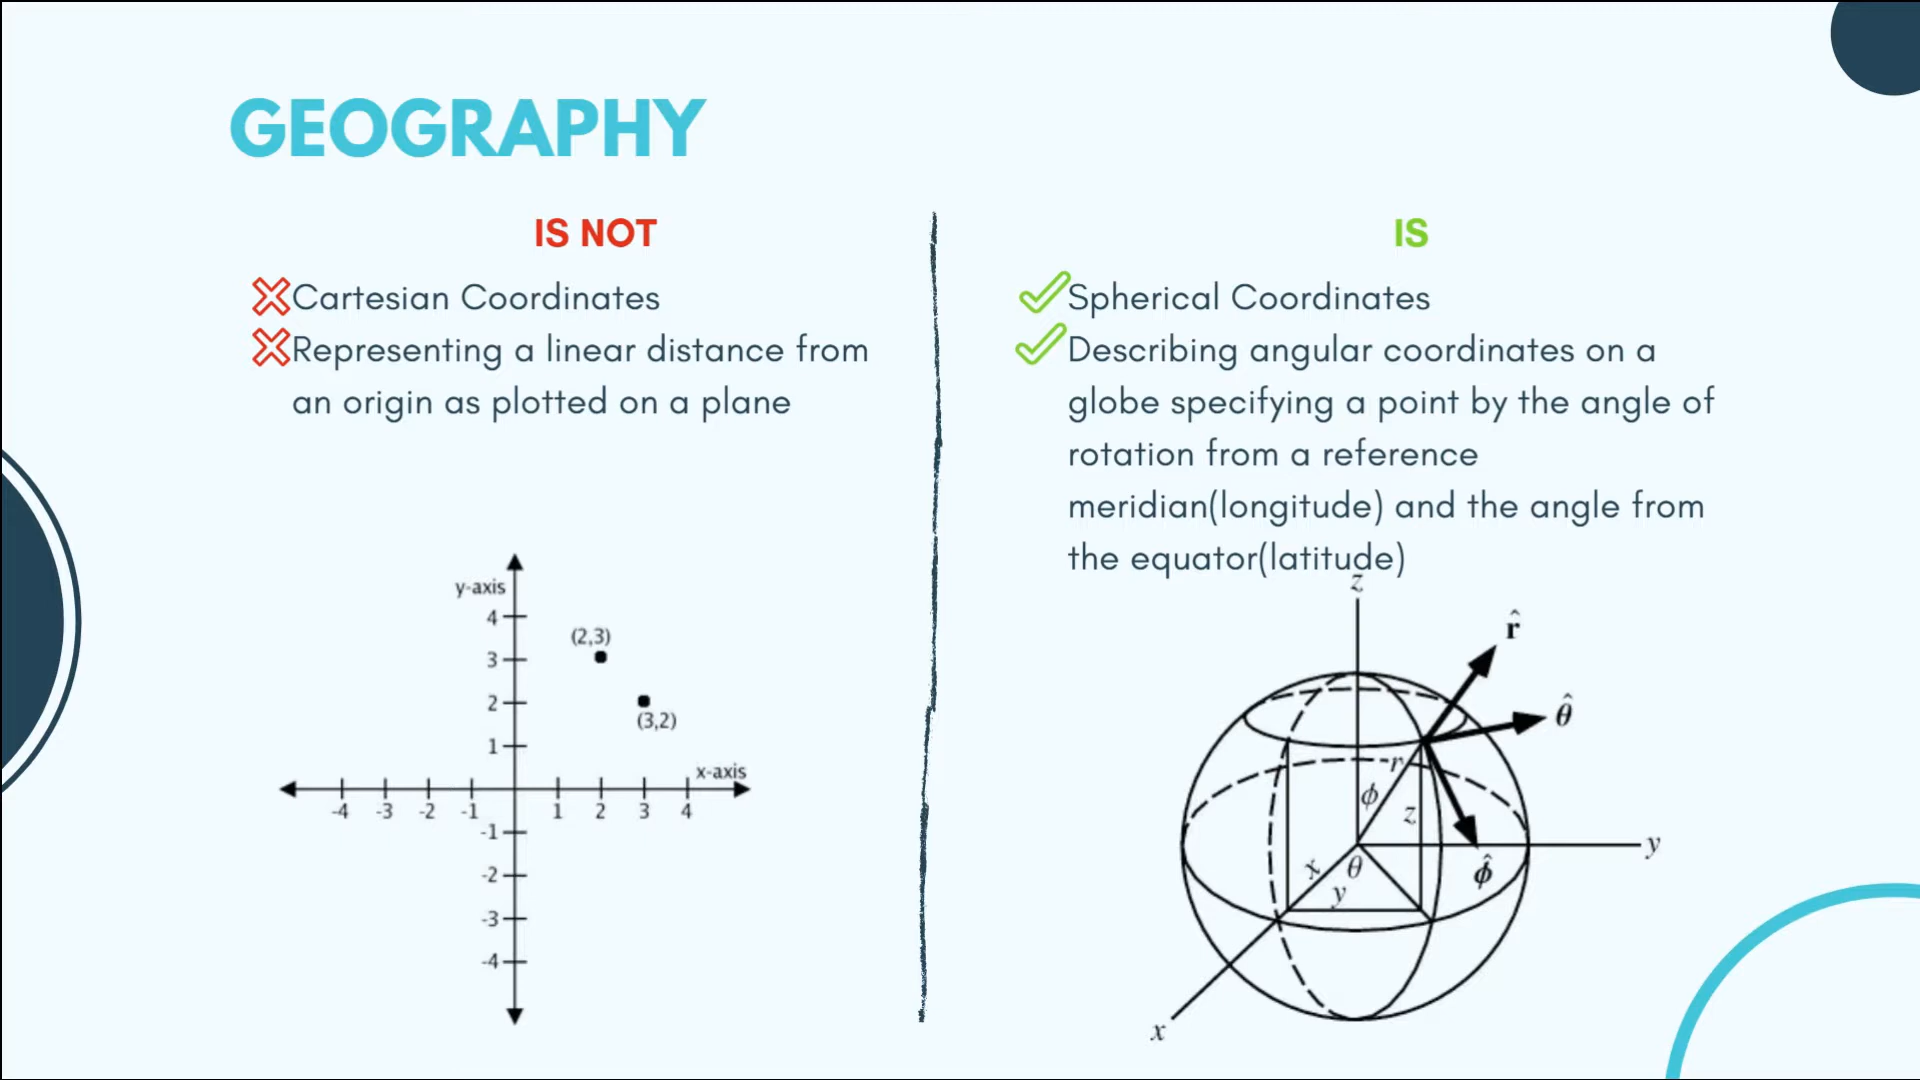 GEOGRAPHY
IS NOT
Cartesian Coordinates
Representing a linear distance from
an origin as plotted on a plane
y-axis
4
(2,3)
3
2
(3,2)
1
x-axis
-4 -3 -2 -1 1 2 3 4
-1
-2
-3
-4
IS
Spherical Coordinates
Describing angular coordinates on a
globe specifying a point by the angle of
rotation from a reference
meridian(longitude) and the angle from
the equator(latitude)
z
r̂
θ̂
r
ϕ
z
y
x θ
ϕ̂
y
x